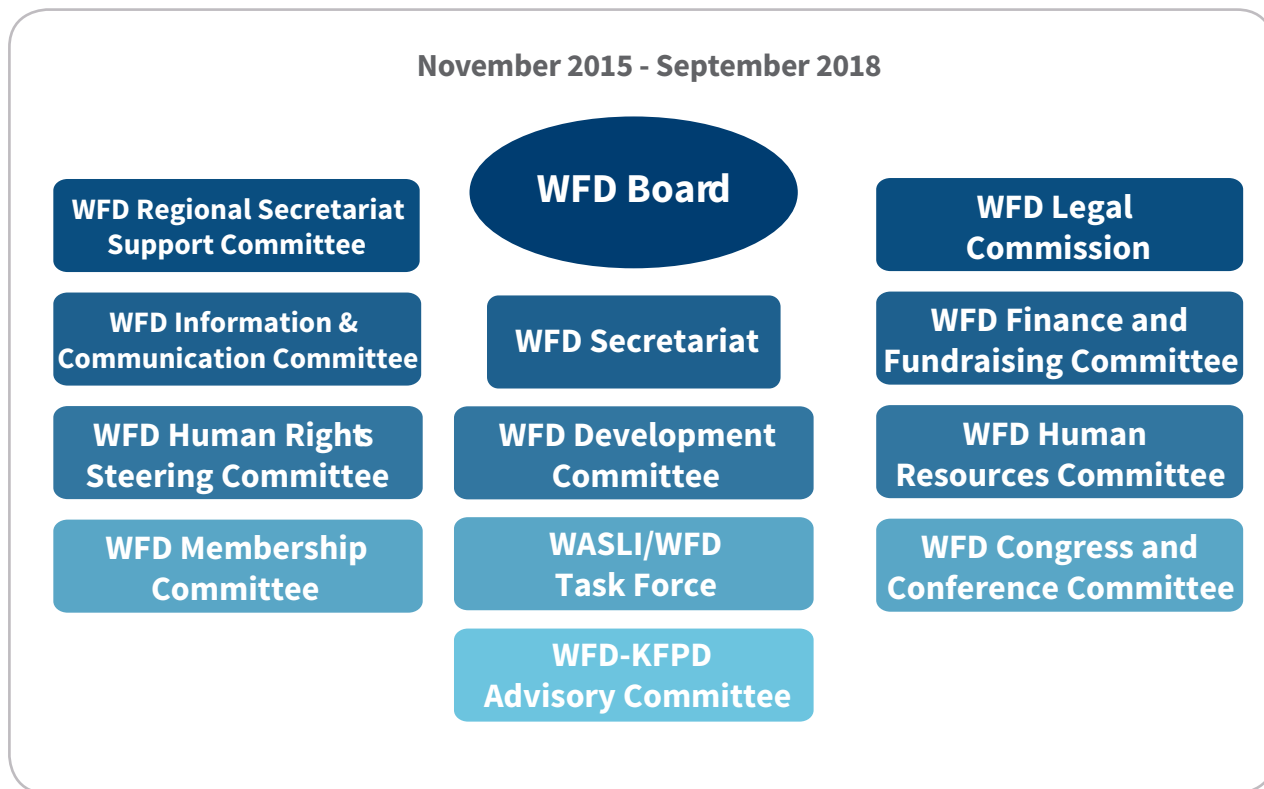 November 2015 - September 2018
WFD Board
WFD Regional Secretariat
Support Committee
WFD Information &
Communication Committee
WFD Human Rights
Steering Committee
WFD Membership
Committee
WFD Secretariat
WFD Development
Committee
WASLI/WFD
Task Force
WFD-KFPD
Advisory Committee
WFD Legal
Commission
WFD Finance and
Fundraising Committee
WFD Human
Resources Committee
WFD Congress and
Conference Committee